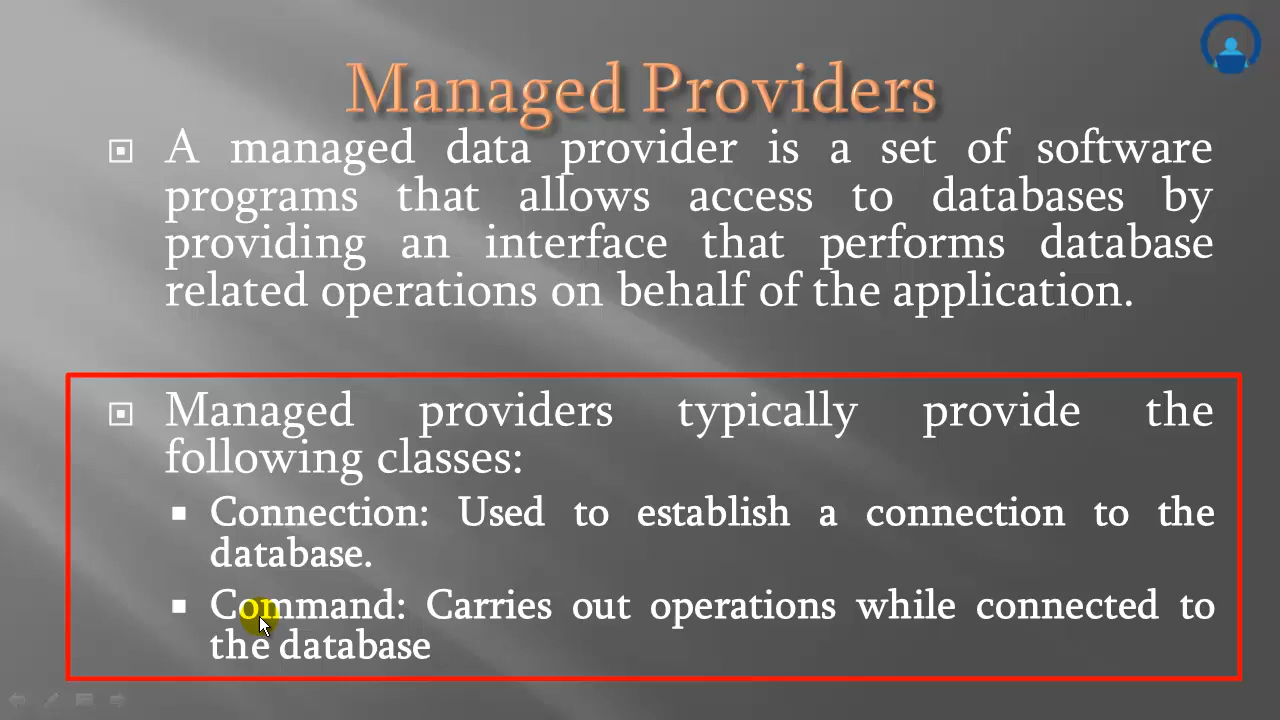 Managed Providers
A managed data provider is a set of software
programs that allows access to databases by
providing an interface that performs database
related operations on behalf of the application.
Managed providers typically provide the
following classes:
Connection: Used to establish a connection to the
database.
Command: Carries out operations while connected to
the database